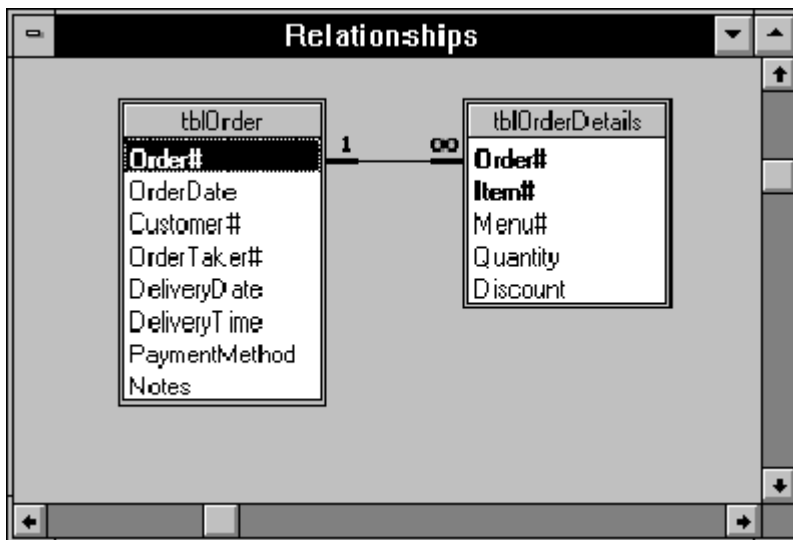 Relationships
tblOrder
Order#
OrderDate
Customer#
OrderTaker#
DeliveryDate
DeliveryTime
PaymentMethod
Notes
1 ∞
tblOrderDetails
Order#
Item#
Menu#
Quantity
Discount